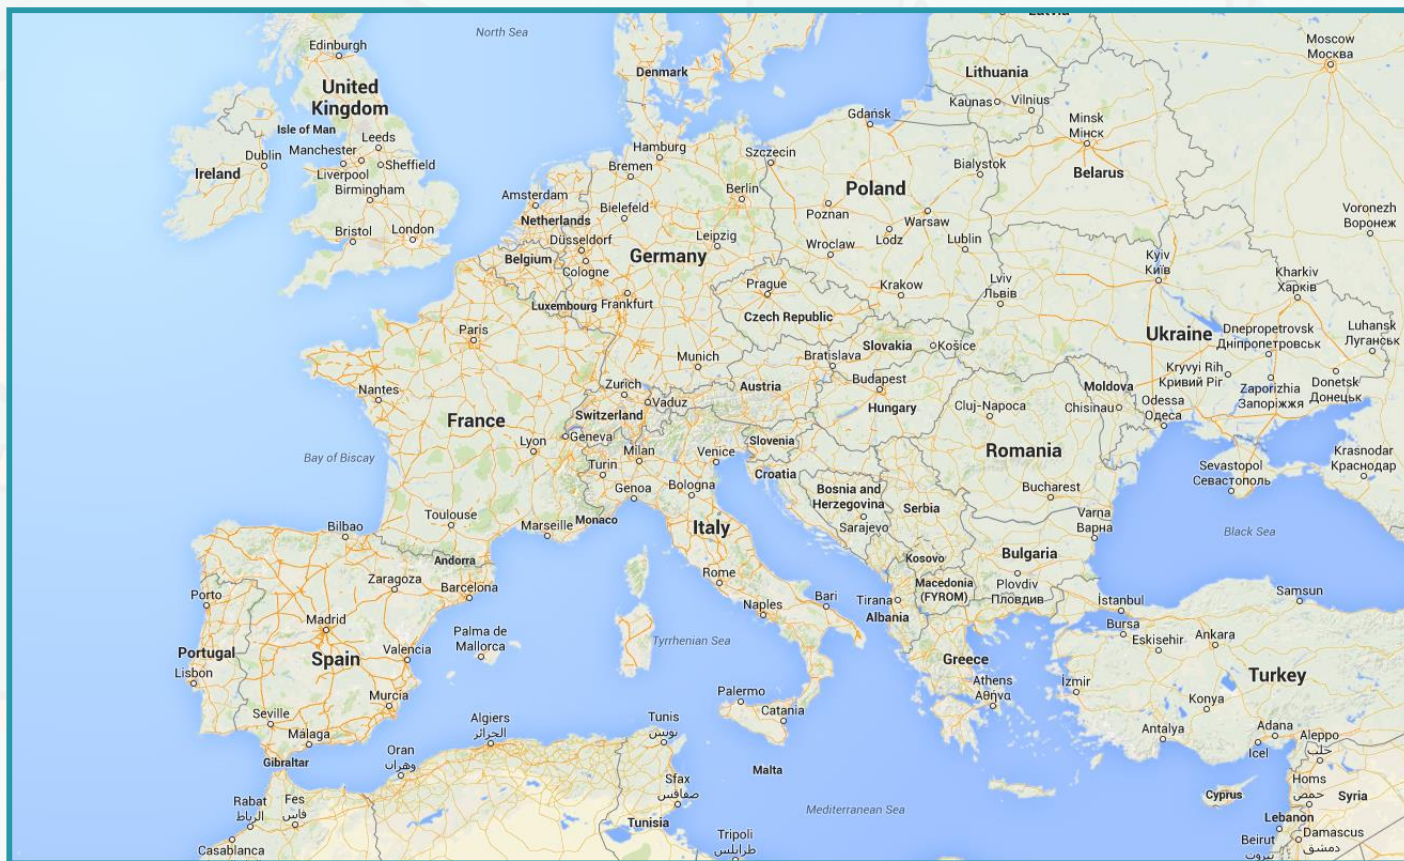 Latvia
North Sea
Edinburgh
Moscow
Москва
Denmark
Lithuania
United
Kingdom
Kaunas
Vilnius
Gdańsk
Minsk
Мінск
Isle of Man
Leeds
Hamburg
Manchester
Dublin
Szczecin
Bremen
Bialystok
Sheffield
Ireland
Liverpool
Belarus
Birmingham
Berlin
Poland
Amsterdam
Bielefeld
Poznan
Voronezh
Воронеж
Netherlands
Warsaw
Bristol
London
Leipzig
Düsseldorf
Wroclaw
Lódz
Lublin
Belgium
Germany
Kyiv
Київ
Cologne
Kharkiv
Харків
Lviv
Львів
Prague
Krakow
Luxembourg
Frankfurt
Czech Republic
Paris
Ukraine
Dnepropetrovsk
Дніпропетровськ
Luhansk
Луганськ
Slovakia
Košice
Munich
Bratislava
Kryvyi Rih
Кривий Ріг
Nantes
Zurich
Vaduz
Austria
Budapest
Moldova
Zaporizhia
Запоріжжя
Donetsk
Донецьк
Hungary
Cluj-Napoca
Chisinau
Odessa
Одеса
France
Switzerland
Geneva
Lyon
Slovenia
Milan
Venice
Romania
Bay of Biscay
Turin
Croatia
Sevastopol
Севастополь
Krasnodar
Краснодар
Genoa
Bologna
Bosnia and
Herzegovina
Bucharest
Serbia
Toulouse
Marseille
Monaco
Italy
Sarajevo
Varna
Варна
Bilbao
Black Sea
Andorra
Kosovo
Bulgaria
Zaragoza
Barcelona
Rome
Macedonia
(FYROM)
Plovdiv
Пловдив
Porto
Naples
Bari
Tirana
Albania
İstanbul
Samsun
Madrid
Palma de
Mallorca
Tyrrhenian Sea
Bursa
Eskisehir
Ankara
Portugal
Spain
Valencia
Greece
Lisbon
Athens
Αθήνα
İzmir
Turkey
Murcia
Palermo
Konya
Seville
Algiers
الجزائر
Catania
Tunis
تونس
Malaga
Antalya
Adana
Icel
Aleppo
حلب
Gibraltar
Oran
وهران
Malta
Sfax
صفاقس
Homs
حمص
Rabat
الرباط
Fes
فاس
Cyprus
Syria
Mediterranean Sea
Tunisia
Lebanon
Tripoli
طرابلس
Beirut
بيروت
Damascus
دمشق
Casablanca